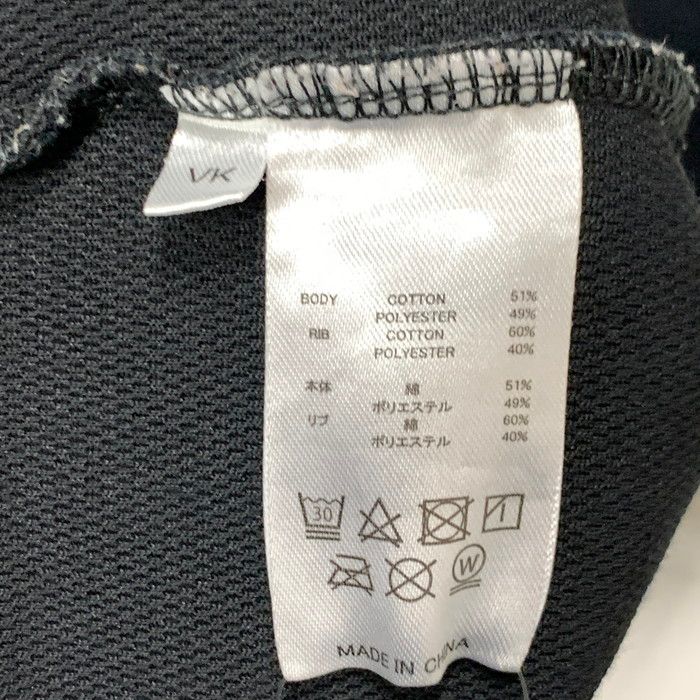 VK
BODY COTTON 51%
POLYESTER 49%
RIB COTTON 60%
POLYESTER 40%
本体 綿 51%
ポリエステル 49%
リブ 綿 60%
ポリエステル 40%
30
W
MADE IN CHINA